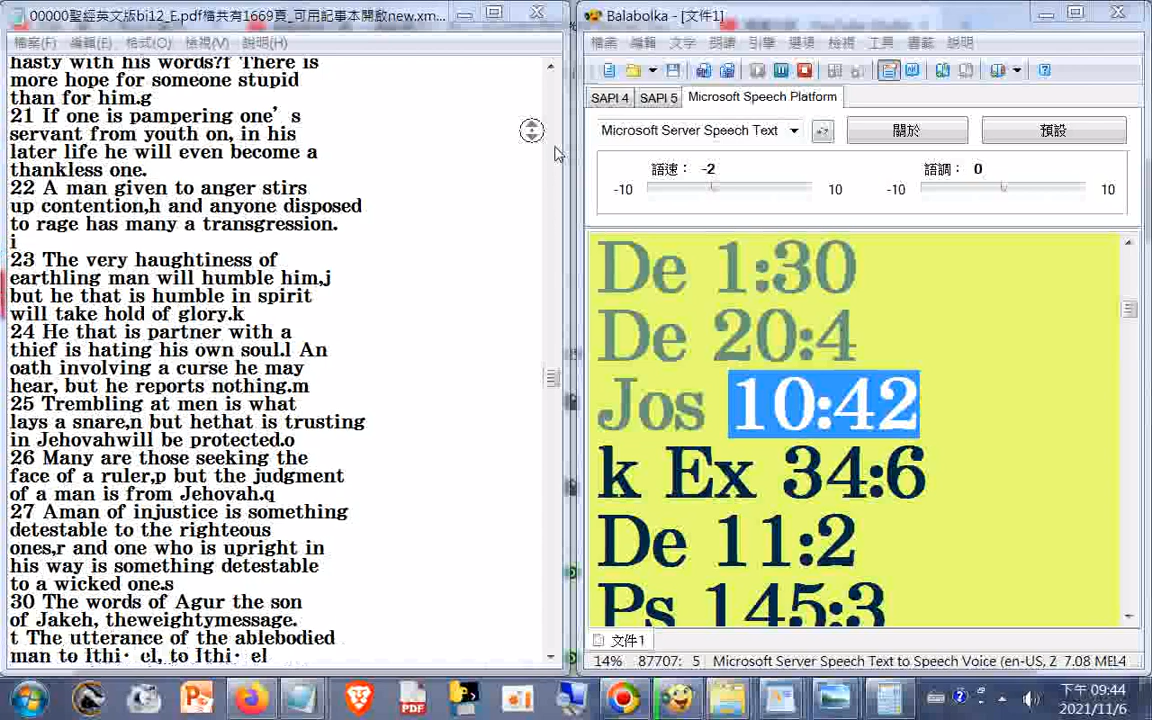 00000聖經英文版bi12_E.pdf檔共有1669頁_可用記事本開啟new.xm...
檔案(F) 編輯(E) 格式(O) 檢視(V) 說明(H)
hasty with his words?f There is
more hope for someone stupid
than for him.g
21 If one is pampering one's
servant from youth on, in his
later life he will even become a
thankless one.
22 A man given to anger stirs
up contention,h and anyone disposed
to rage has many a transgression.
i
23 The very haughtiness of
earthling man will humble him,j
but he that is humble in spirit
will take hold of glory.k
24 He that is partner with a
thief is hating his own soul.l An
oath involving a curse he may
hear, but he reports nothing.m
25 Trembling at men is what
lays a snare,n but hethat is trusting
in Jehovahwill be protected.o
26 Many are those seeking the
face of a ruler,p but the judgment
of a man is from Jehovah.q
27 Aman of injustice is something
detestable to the righteous
ones,r and one who is upright in
his way is something detestable
to a wicked one.s
30 The words of Agur the son
of Jakeh, theweightymessage.
t The utterance of the ablebodied
man to Ithi· el, to Ithi· el
Balabolka - [文件1]
檔案 編輯 文字 朗讀 引擎 選項 檢視 工具 書籤 說明
SAPI 4 SAPI 5 Microsoft Speech Platform
Microsoft Server Speech Text 關於 預設
語速: -2 語調: 0
-10 10 -10 10
De 1:30
De 20:4
Jos 10:42
k Ex 34:6
De 11:2
Ps 145:3
文件1
14% 87707: 5 Microsoft Server Speech Text to Speech Voice (en-US, Z 7.08 MEL4
PDF
下午 09:44
2021/11/6